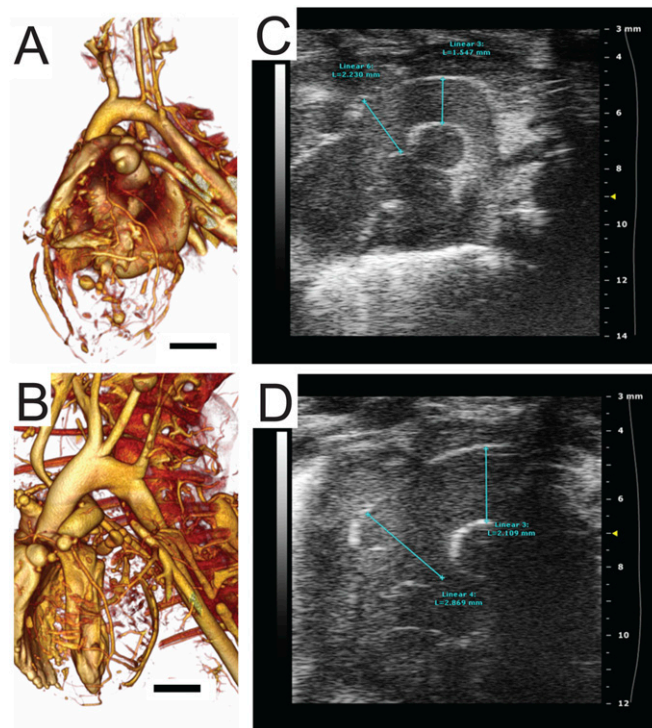 A
C
Linear 3:
L=1.547 mm
Linear 6:
L=2.230 mm
3 mm
4
6
8
10
12
14
B
D
3 mm
4
6
8
10
12
Linear 3:
L=2.109 mm
Linear 4:
L=2.869 mm